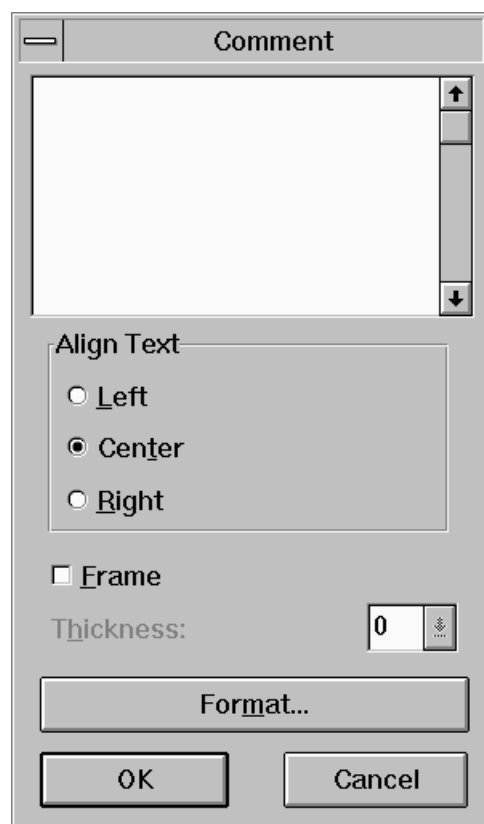 Comment
Align Text
Left
Center
Right
Frame
Thickness: 0
Format...
OK Cancel